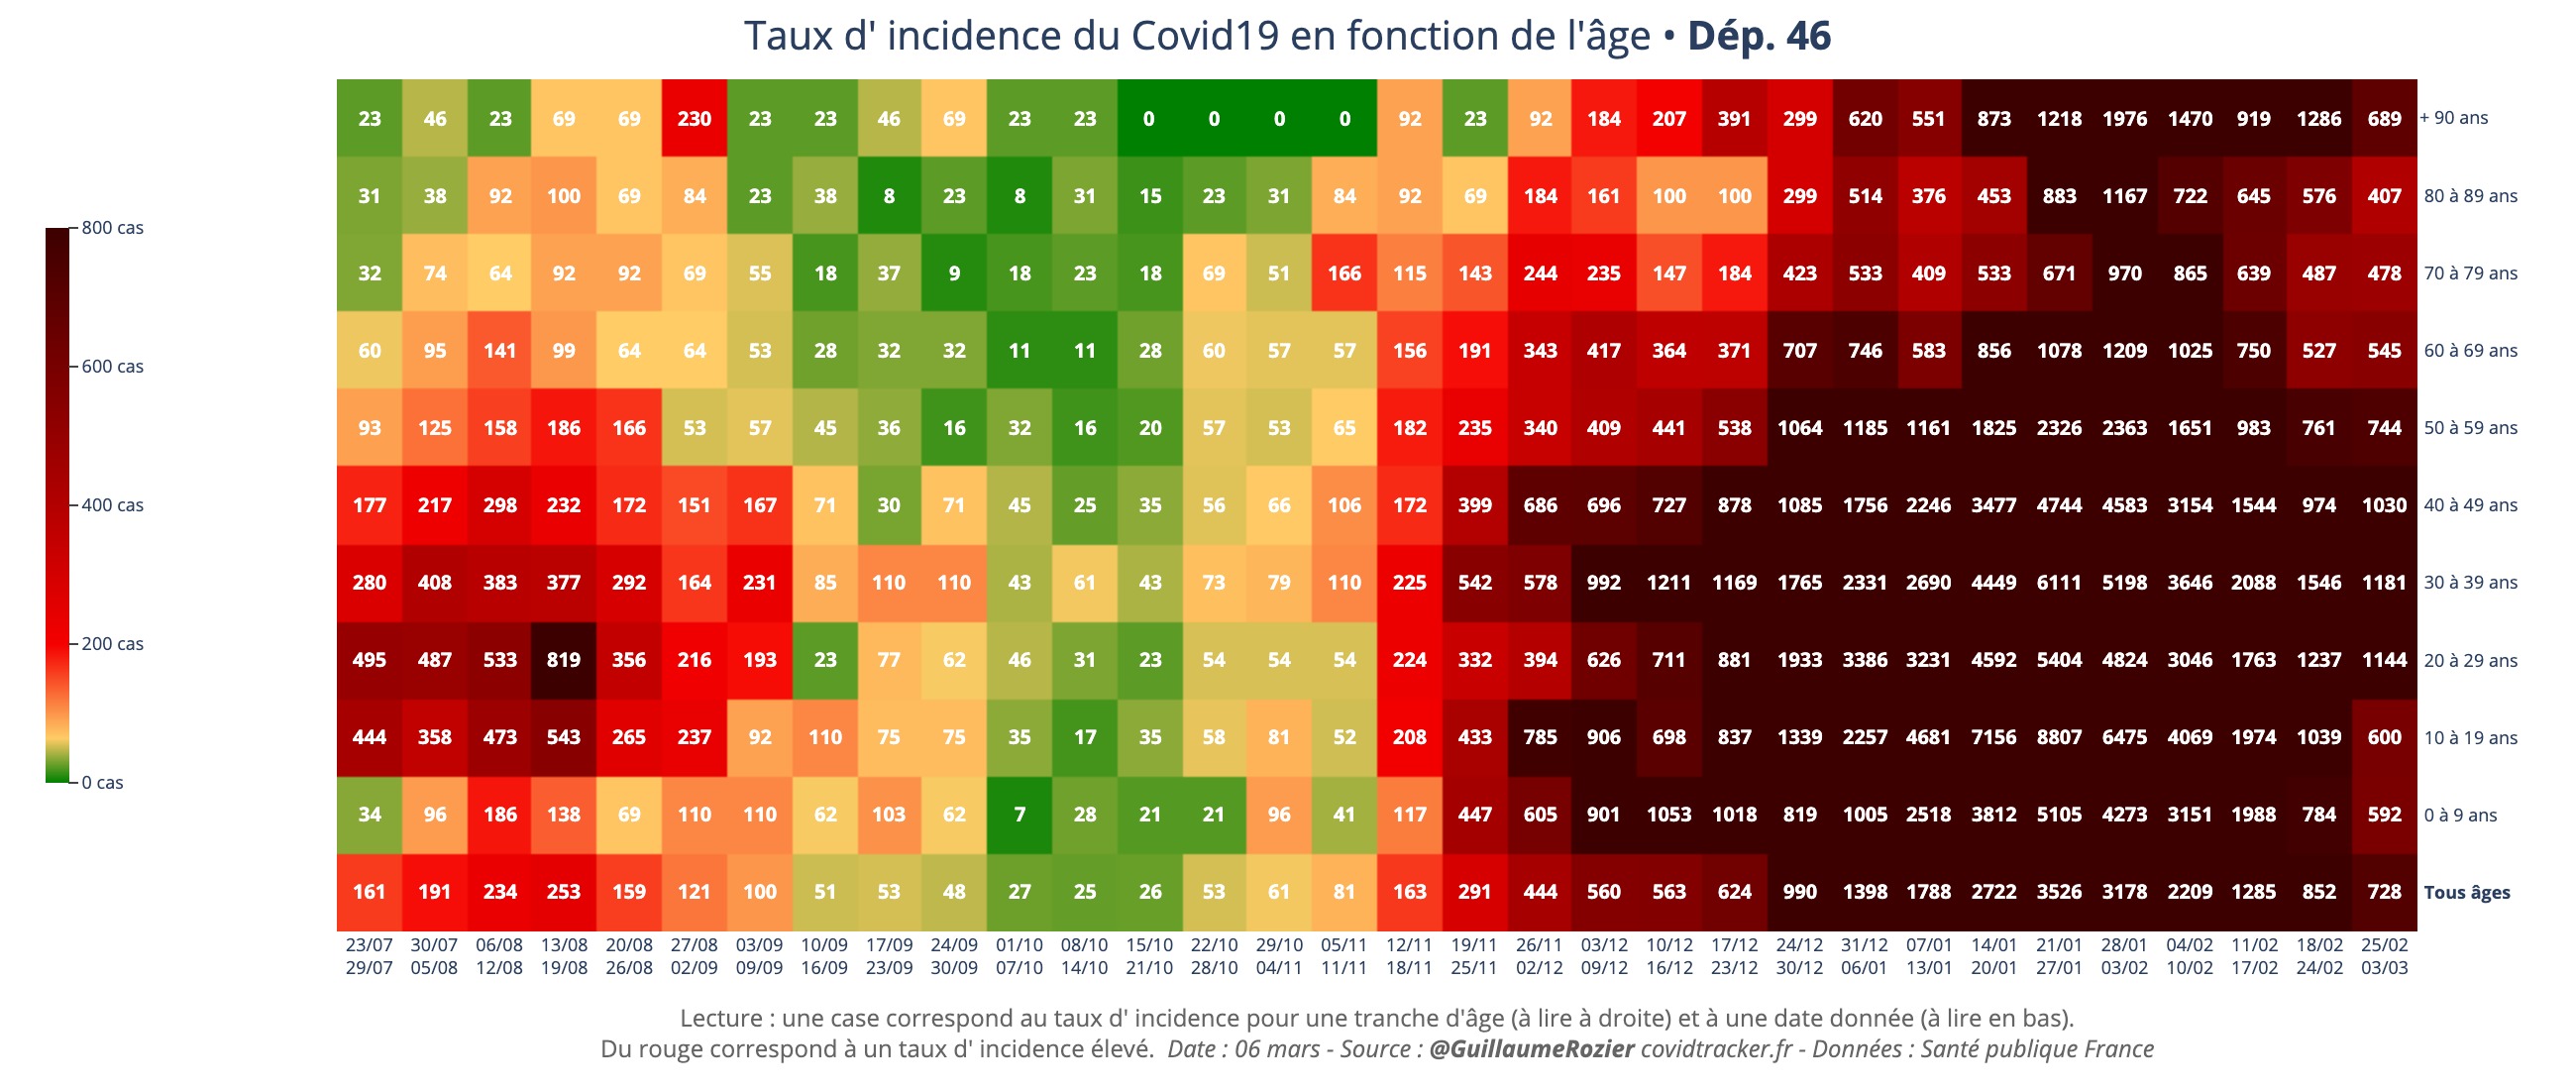 Taux d' incidence du Covid19 en fonction de l'âge • Dép. 46
800 cas
600 cas
400 cas
200 cas
0 cas
23 46 23 69 69 230 23 23 46 69 23 23 0 0 0 0 92 23 92 184 207 391 299 620 551 873 1218 1976 1470 919 1286 689 + 90 ans
31 38 92 100 69 84 23 38 8 23 8 31 15 23 31 84 92 69 184 161 100 100 299 514 376 453 883 1167 722 645 576 407 80 à 89 ans
32 74 64 92 92 69 55 18 37 9 18 23 18 69 51 166 115 143 244 235 147 184 423 533 409 533 671 970 865 639 487 478 70 à 79 ans
60 95 141 99 64 64 53 28 32 32 11 11 28 60 57 57 156 191 343 417 364 371 707 746 583 856 1078 1209 1025 750 527 545 60 à 69 ans
93 125 158 186 166 53 57 45 36 16 32 16 20 57 53 65 182 235 340 409 441 538 1064 1185 1161 1825 2326 2363 1651 983 761 744 50 à 59 ans
177 217 298 232 172 151 167 71 30 71 45 25 35 56 66 106 172 399 686 696 727 878 1085 1756 2246 3477 4744 4583 3154 1544 974 1030 40 à 49 ans
280 408 383 377 292 164 231 85 110 110 43 61 43 73 79 110 225 542 578 992 1211 1169 1765 2331 2690 4449 6111 5198 3646 2088 1546 1181 30 à 39 ans
495 487 533 819 356 216 193 23 77 62 46 31 23 54 54 54 224 332 394 626 711 881 1933 3386 3231 4592 5404 4824 3046 1763 1237 1144 20 à 29 ans
444 358 473 543 265 237 92 110 75 75 35 17 35 58 81 52 208 433 785 906 698 837 1339 2257 4681 7156 8807 6475 4069 1974 1039 600 10 à 19 ans
34 96 186 138 69 110 110 62 103 62 7 28 21 21 96 41 117 447 605 901 1053 1018 819 1005 2518 3812 5105 4273 3151 1988 784 592 0 à 9 ans
161 191 234 253 159 121 100 51 53 48 27 25 26 53 61 81 163 291 444 560 563 624 990 1398 1788 2722 3526 3178 2209 1285 852 728 Tous âges
23/07 30/07 06/08 13/08 20/08 27/08 03/09 10/09 17/09 24/09 01/10 08/10 15/10 22/10 29/10 05/11 12/11 19/11 26/11 03/12 10/12 17/12 24/12 31/12 07/01 14/01 21/01 28/01 04/02 11/02 18/02 25/02
29/07 05/08 12/08 19/08 26/08 02/09 09/09 16/09 23/09 30/09 07/10 14/10 21/10 28/10 04/11 11/11 18/11 25/11 02/12 09/12 16/12 23/12 30/12 06/01 13/01 20/01 27/01 03/02 10/02 17/02 24/02 03/03
Lecture : une case correspond au taux d' incidence pour une tranche d'âge (à lire à droite) et à une date donnée (à lire en bas).
Du rouge correspond à un taux d' incidence élevé. Date : 06 mars - Source : @GuillaumeRozier covidtracker.fr - Données : Santé publique France